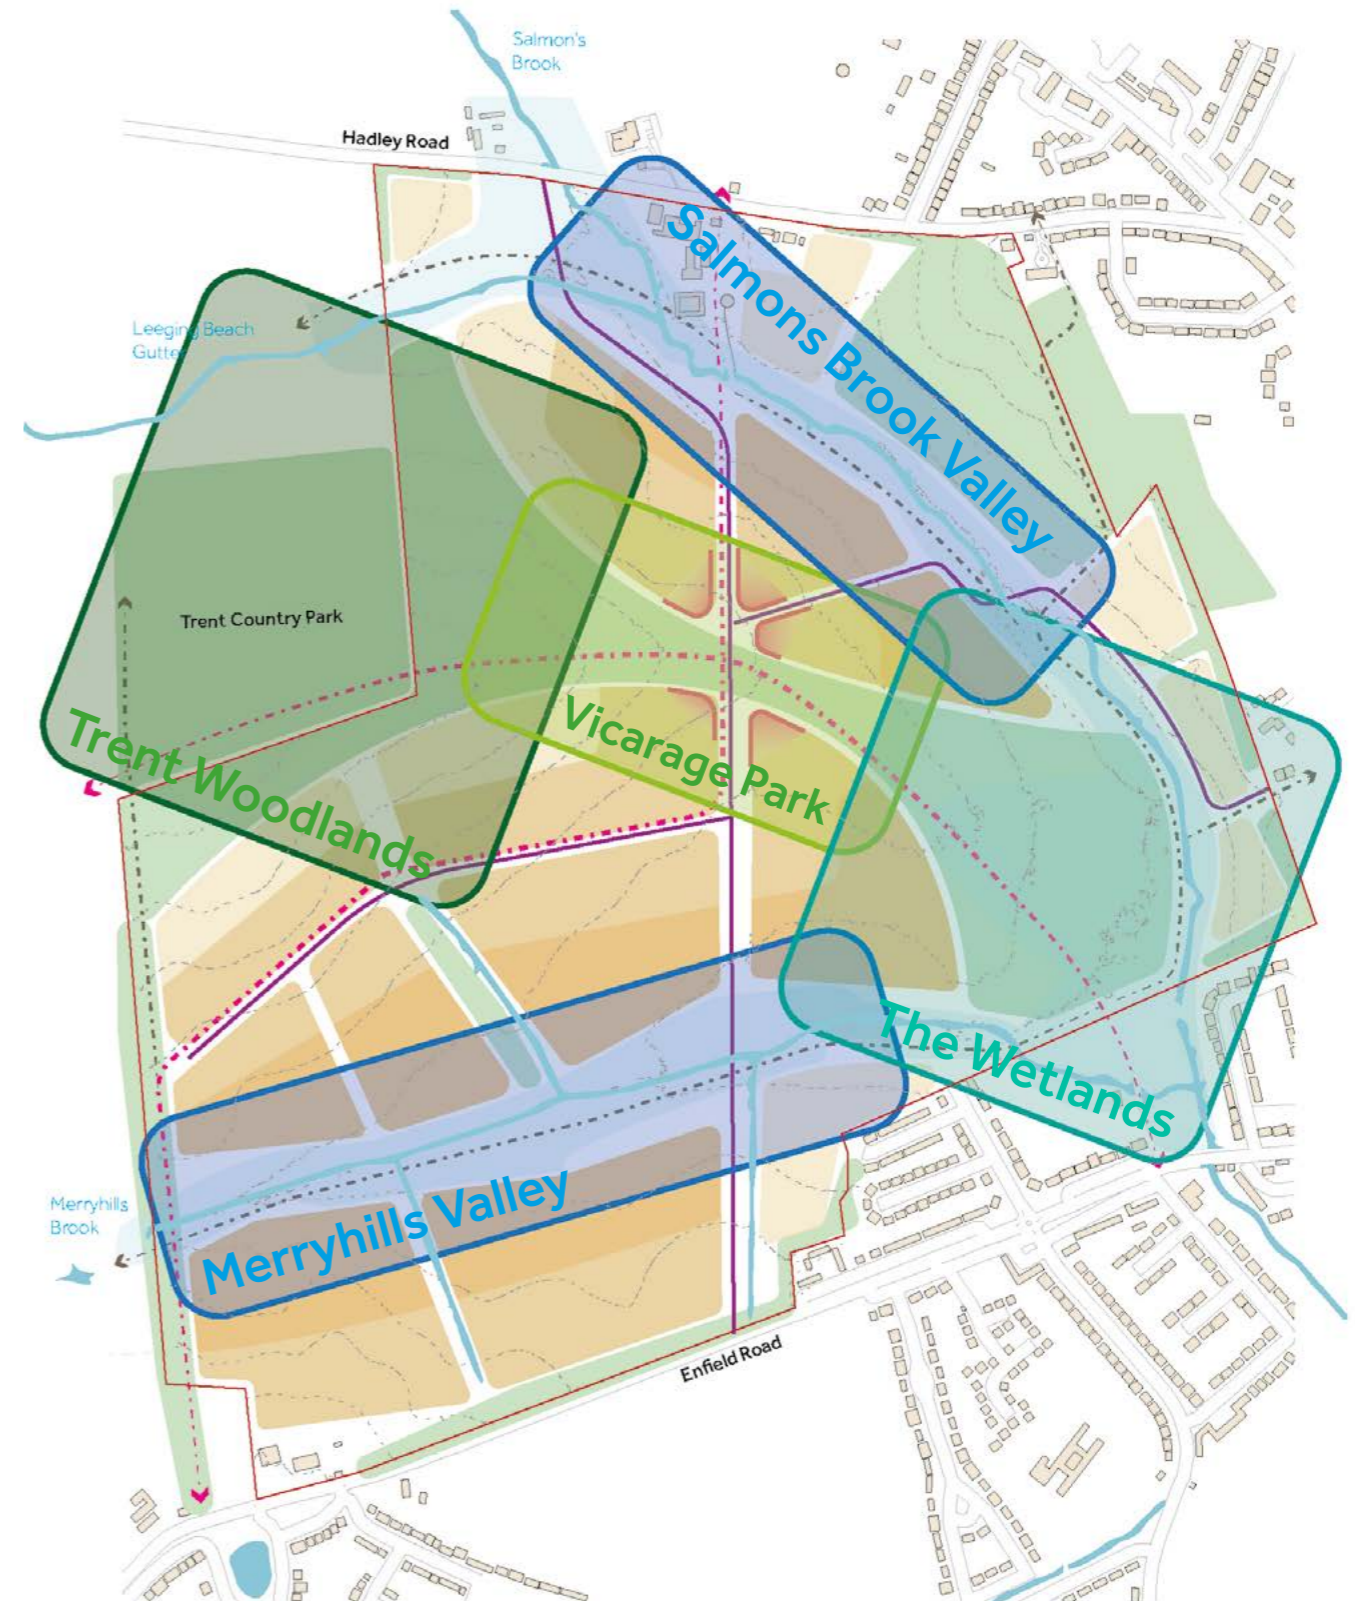 Salmon's
Brook
Hadley Road
Salmons Brook Valley
Leeging Beach
Gutter
Trent Country Park
Trent Woodlands
Vicarage Park
The Wetlands
Merryhills
Brook
Merryhills Valley
Enfield Road